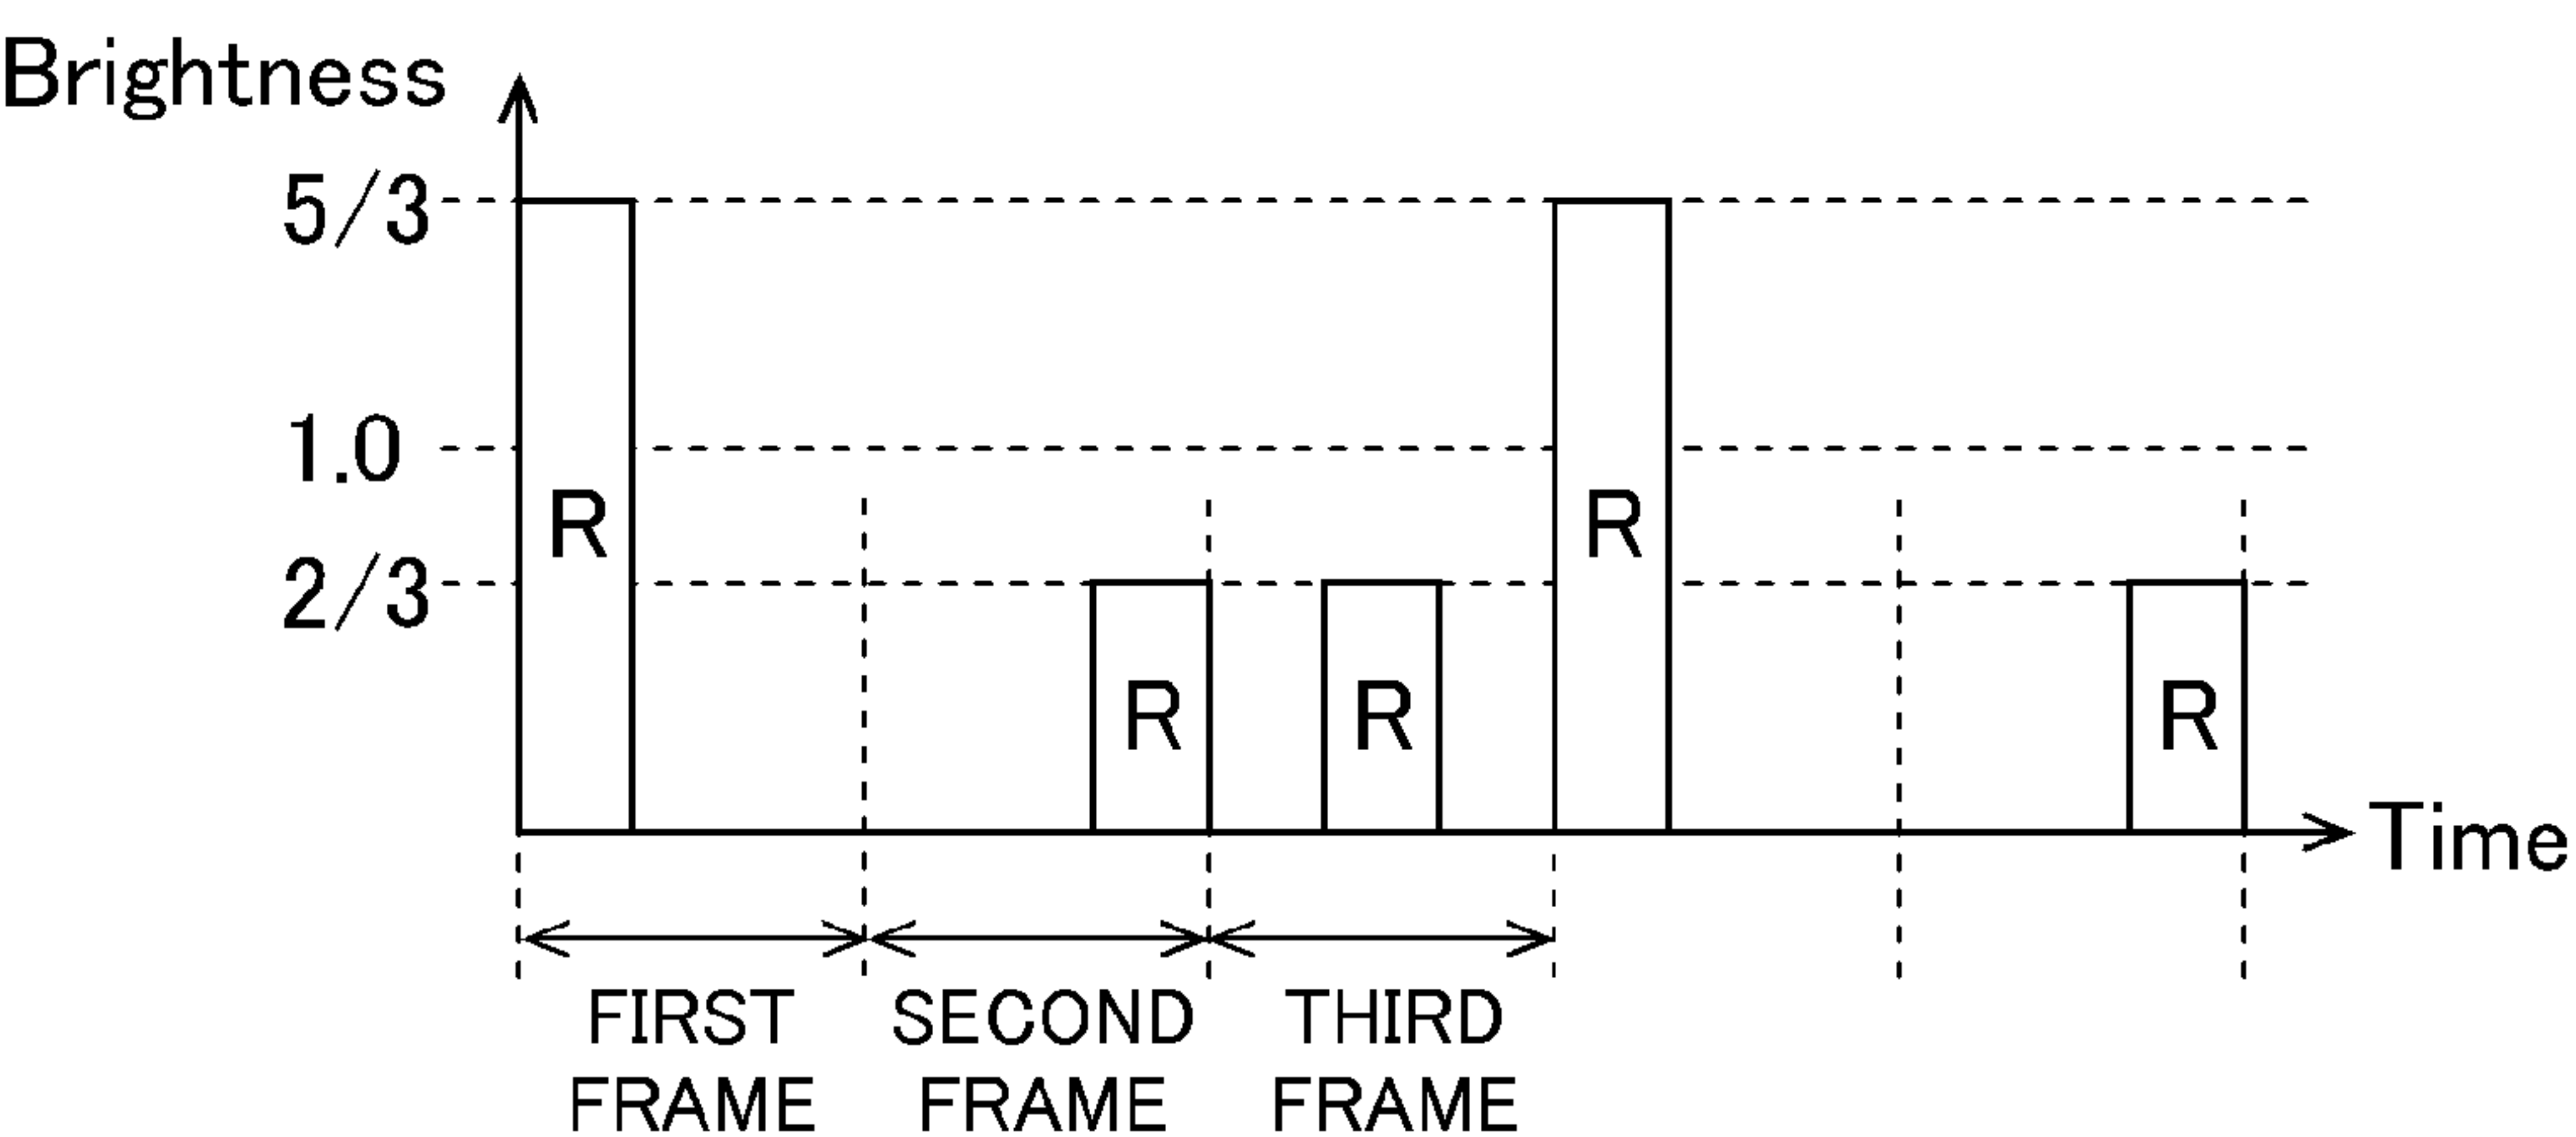 Brightness
5/3
1.0
2/3
R
R
R
R
R
Time
FIRST
FRAME
SECOND
FRAME
THIRD
FRAME